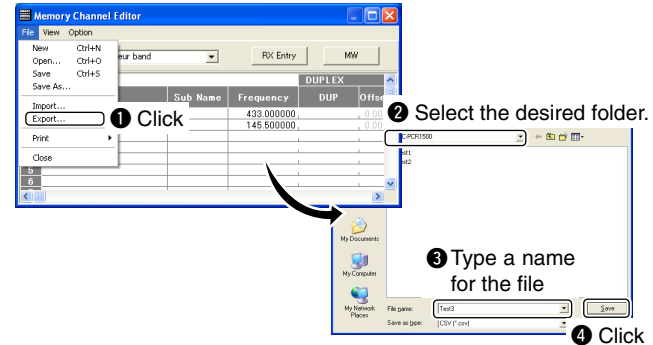 Memory Channel Editor
File View Option
New Ctrl+N
Open... Ctrl+O
Save Ctrl+S
Save As...
Import...
Export...
Print
Close
eur band
RX Entry
MW
DUPLEX
Sub Name Frequency DUP Offse
433.000000 0.00
145.500000 0.00
5
6
❶ Click
❷ Select the desired folder.
C-PCR1500
est1
est2
My Documents
My Computer
My Network
Places
❸ Type a name
for the file
File name: Test3 Save
Save as type: CSV (*.csv)
❹ Click